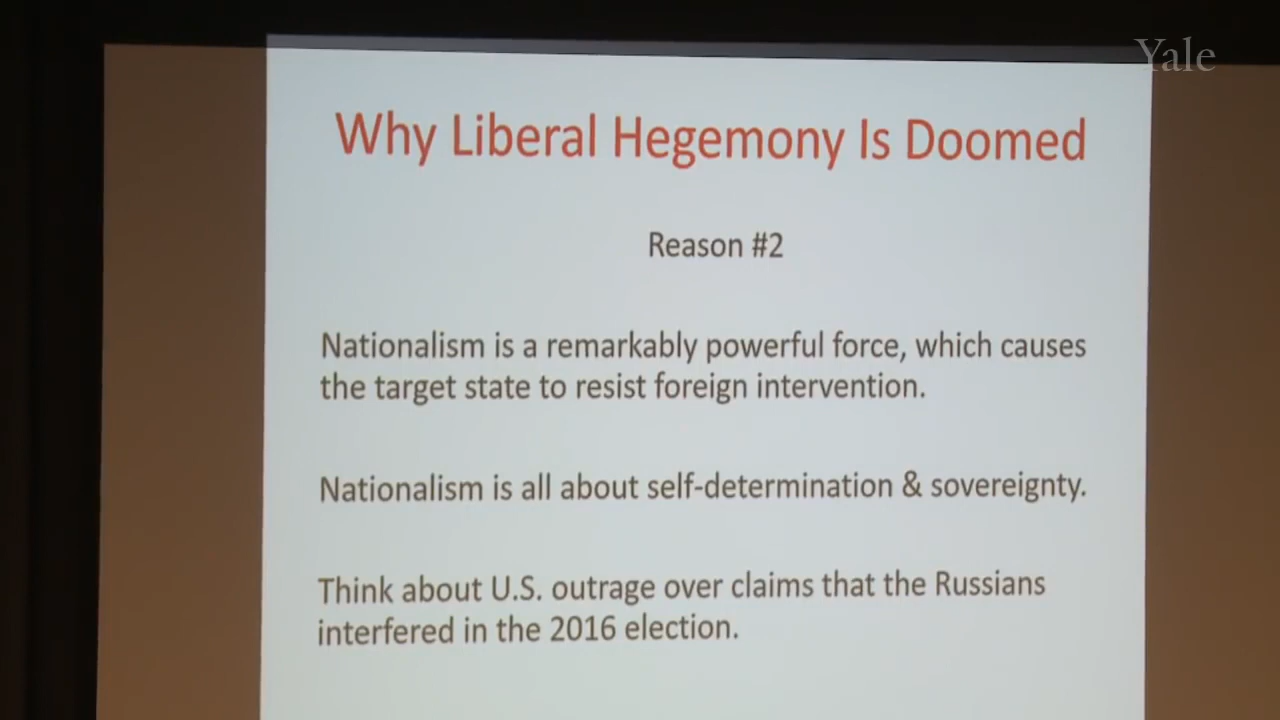 Yale
Why Liberal Hegemony Is Doomed
Reason #2
Nationalism is a remarkably powerful force, which causes
the target state to resist foreign intervention.
Nationalism is all about self-determination & sovereignty.
Think about U.S. outrage over claims that the Russians
interfered in the 2016 election.